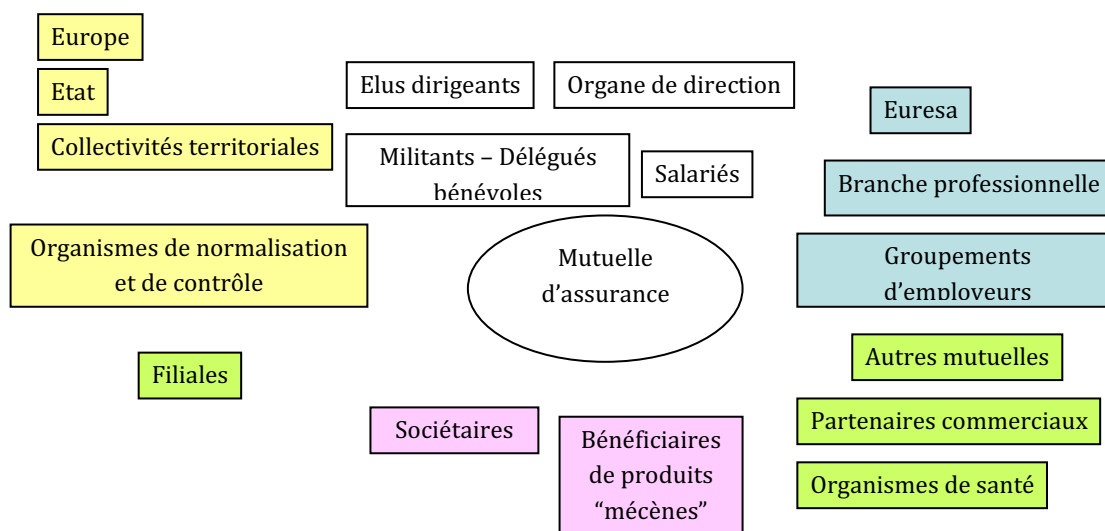 Europe
Etat
Collectivités territoriales
Elus dirigeants
Organe de direction
Militants – Délégués
bénévoles
Salariés
Euresa
Branche professionnelle
Groupements
d’employeurs
Organismes de normalisation
et de contrôle
Mutuelle
d’assurance
Filiales
Autres mutuelles
Sociétaires
Bénéficiaires
de produits
“mécènes”
Partenaires commerciaux
Organismes de santé